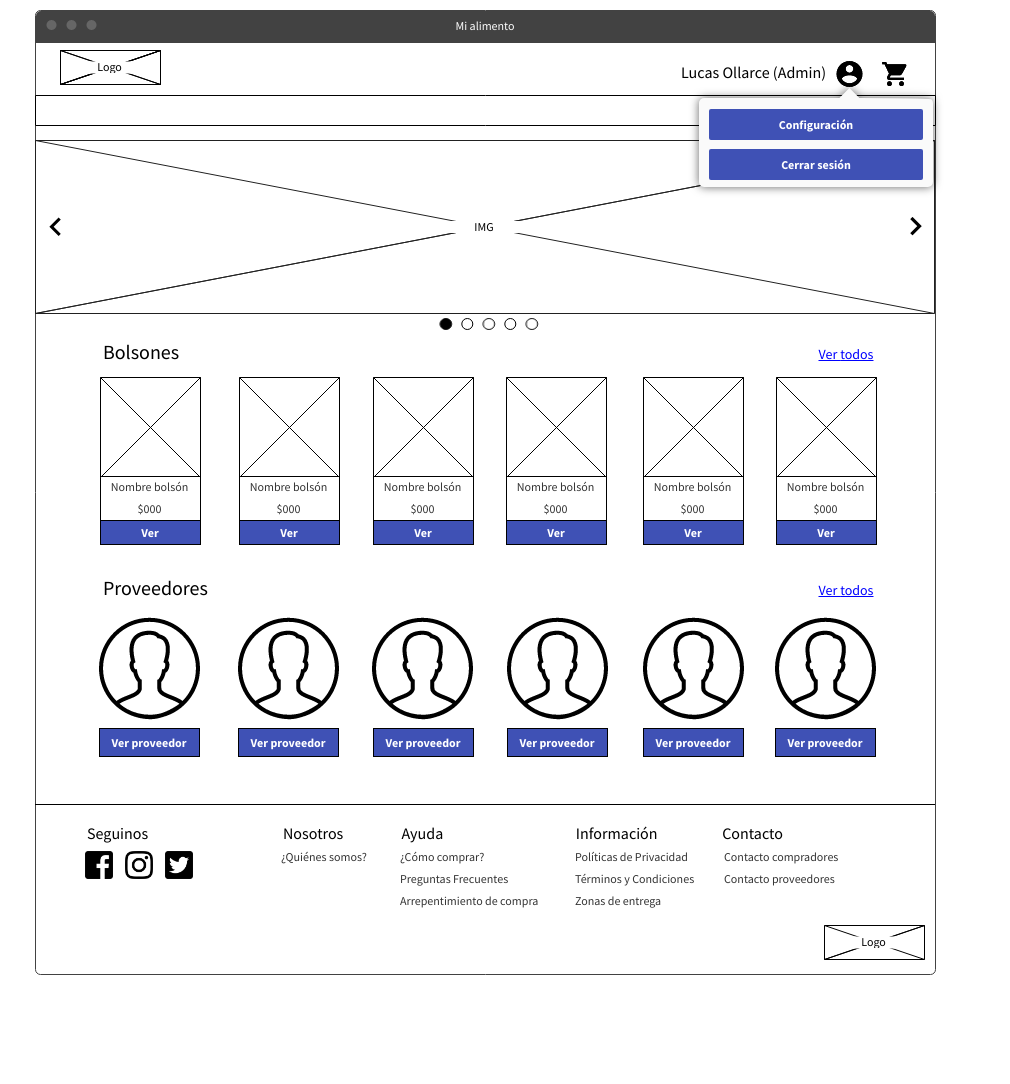 Mi alimento
Logo
Lucas Ollarce (Admin)
Configuración
Cerrar sesión
IMG
Bolsones
Ver todos
Nombre bolsón Nombre bolsón Nombre bolsón Nombre bolsón Nombre bolsón Nombre bolsón
$000 $000 $000 $000 $000 $000
Ver Ver Ver Ver Ver Ver
Proveedores
Ver todos
Ver proveedor Ver proveedor Ver proveedor Ver proveedor Ver proveedor Ver proveedor
Seguinos
Nosotros
¿Quiénes somos?
Ayuda
¿Cómo comprar?
Preguntas Frecuentes
Arrepentimiento de compra
Información
Políticas de Privacidad
Términos y Condiciones
Zonas de entrega
Contacto
Contacto compradores
Contacto proveedores
Logo